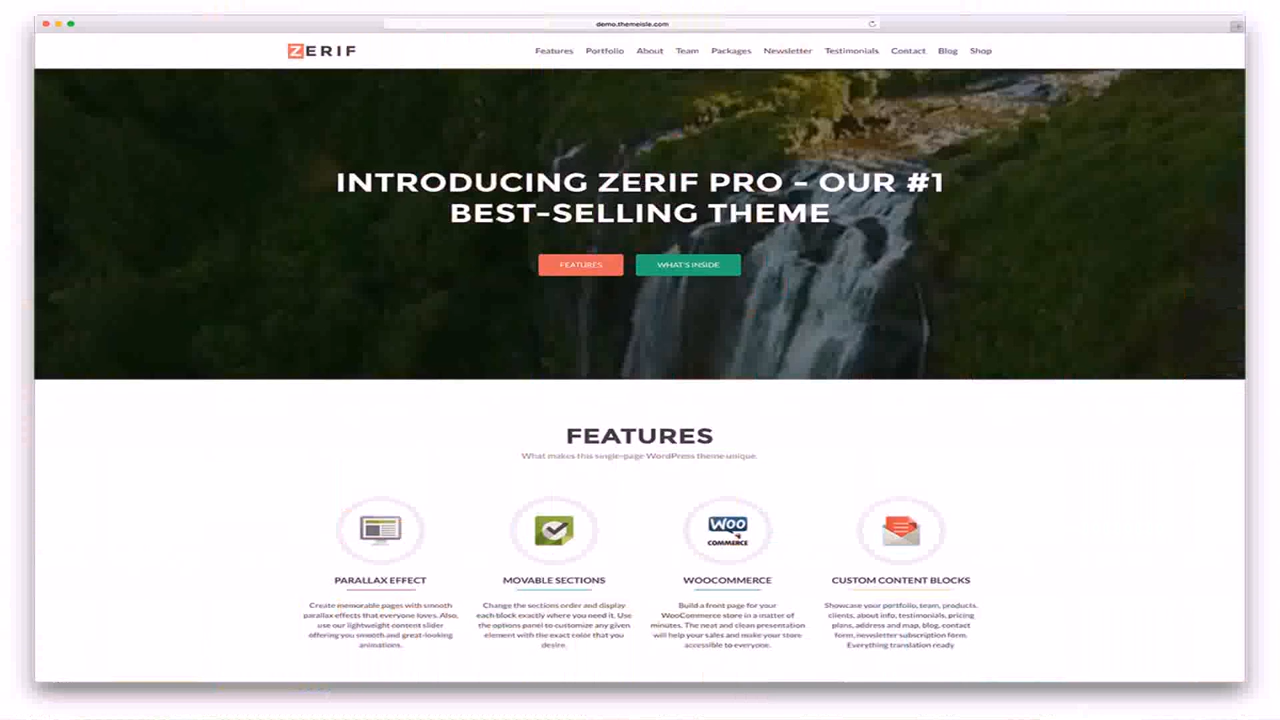 demo.themeisle.com
ZERIF
Features Portfolio About Team Packages Newsletter Testimonials Contact Blog Shop
INTRODUCING ZERIF PRO - OUR #1
BEST-SELLING THEME
FEATURES WHAT'S INSIDE
FEATURES
What makes this single-page WordPress theme unique.
WOO
COMMERCE
PARALLAX EFFECT
Create memorable pages with smooth
parallax effects that everyone loves. Also,
use our lightweight content slider
offering you smooth and great-looking
animations.
MOVABLE SECTIONS
Change the sections order and display
each block exactly where you need it. Use
the options panel to customize any given
element with the exact color that you
desire.
WOOCOMMERCE
Build a front page for your
WooCommerce store in a matter of
minutes. The neat and clean presentation
will help your sales and make your store
accessible to everyone.
CUSTOM CONTENT BLOCKS
Showcase your portfolio, team, products,
clients, about info, testimonials, pricing
plans, address and map, blog, contact
form, newsletter subscription form.
Everything translation ready